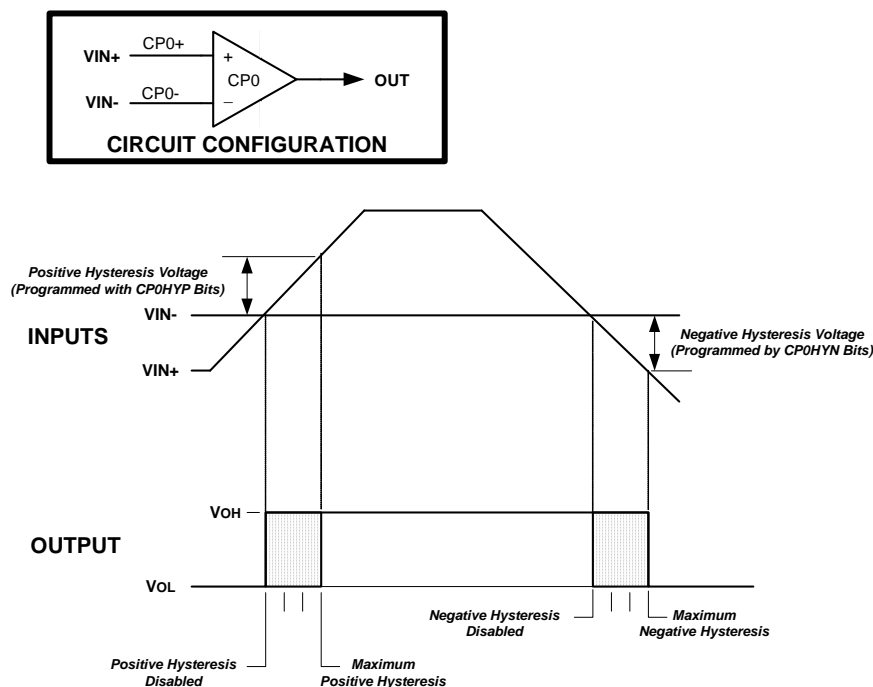 VIN+
CP0+
+
CP0
OUT
VIN-
CP0-
_
CIRCUIT CONFIGURATION
Positive Hysteresis Voltage
(Programmed with CP0HYP Bits)
VIN-
INPUTS
Negative Hysteresis Voltage
(Programmed by CP0HYN Bits)
VIN+
VOH
OUTPUT
VOL
Negative Hysteresis
Disabled
Maximum
Negative Hysteresis
Positive Hysteresis
Disabled
Maximum
Positive Hysteresis